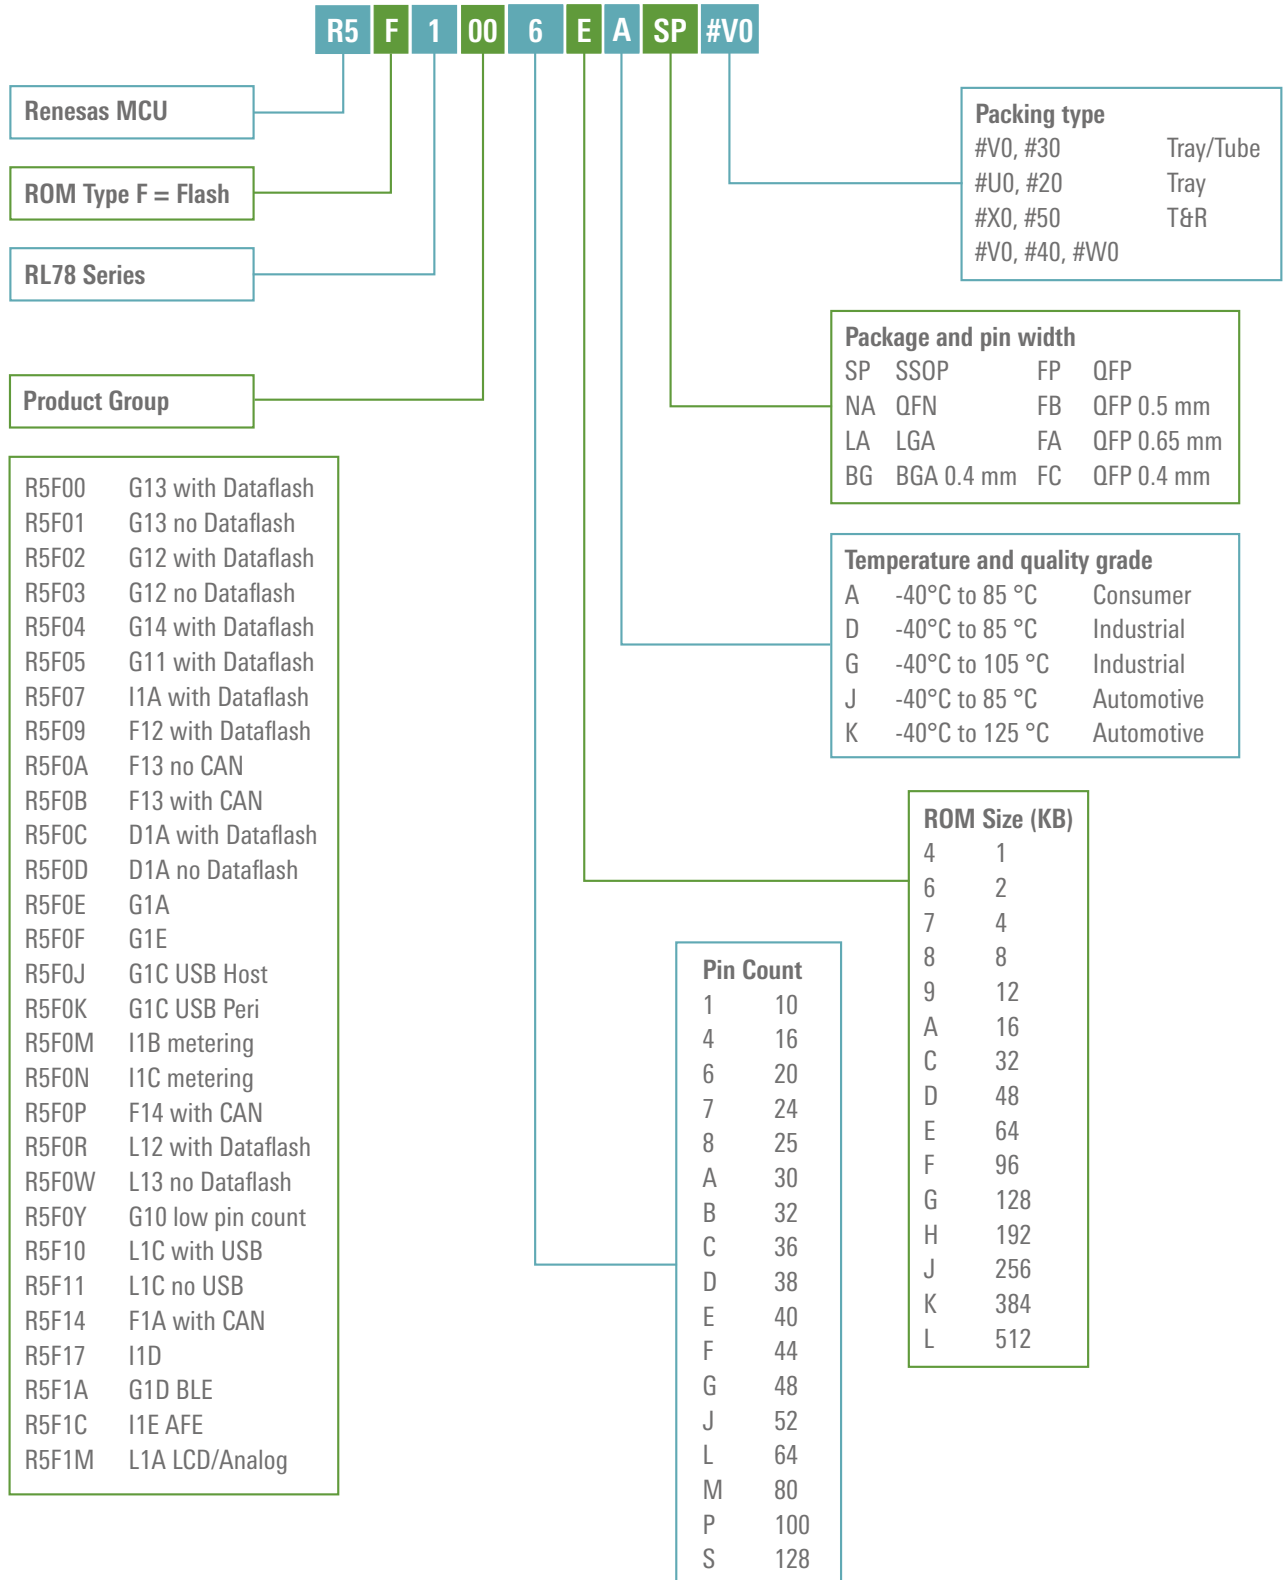 R5 F 1 00 6 E A SP #V0
Renesas MCU
ROM Type F = Flash
RL78 Series
Product Group
R5F00 G13 with Dataflash
R5F01 G13 no Dataflash
R5F02 G12 with Dataflash
R5F03 G12 no Dataflash
R5F04 G14 with Dataflash
R5F05 G11 with Dataflash
R5F07 I1A with Dataflash
R5F09 F12 with Dataflash
R5F0A F13 no CAN
R5F0B F13 with CAN
R5F0C D1A with Dataflash
R5F0D D1A no Dataflash
R5F0E G1A
R5F0F G1E
R5F0J G1C USB Host
R5F0K G1C USB Peri
R5F0M I1B metering
R5F0N I1C metering
R5F0P F14 with CAN
R5F0R L12 with Dataflash
R5F0W L13 no Dataflash
R5F0Y G10 low pin count
R5F10 L1C with USB
R5F11 L1C no USB
R5F14 F1A with CAN
R5F17 I1D
R5F1A G1D BLE
R5F1C I1E AFE
R5F1M L1A LCD/Analog
Packing type
#V0, #30 Tray/Tube
#U0, #20 Tray
#X0, #50 T&R
#V0, #40, #W0
Package and pin width
SP SSOP FP QFP
NA QFN FB QFP 0.5 mm
LA LGA FA QFP 0.65 mm
BG BGA 0.4 mm FC QFP 0.4 mm
Temperature and quality grade
A -40°C to 85 °C Consumer
D -40°C to 85 °C Industrial
G -40°C to 105 °C Industrial
J -40°C to 85 °C Automotive
K -40°C to 125 °C Automotive
ROM Size (KB)
4 1
6 2
7 4
8 8
9 12
A 16
C 32
D 48
E 64
F 96
G 128
H 192
J 256
K 384
L 512
Pin Count
1 10
4 16
6 20
7 24
8 25
A 30
B 32
C 36
D 38
E 40
F 44
G 48
J 52
L 64
M 80
P 100
S 128